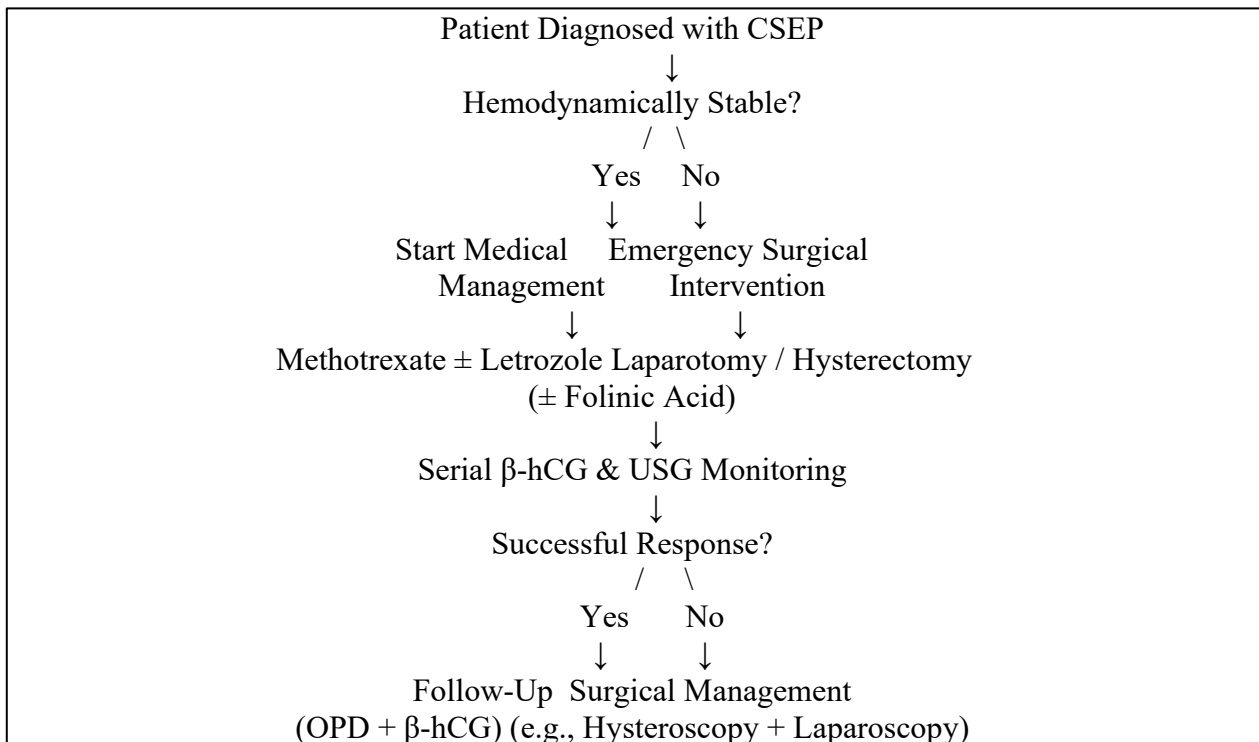 Patient Diagnosed with CSEP
↓
Hemodynamically Stable?
/ \
Yes No
↓ ↓
Start Medical Emergency Surgical
Management Intervention
↓ ↓
Methotrexate ± Letrozole Laparotomy / Hysterectomy
(± Folinic Acid)
↓
Serial β-hCG & USG Monitoring
↓
Successful Response?
/ \
Yes No
↓ ↓
Follow-Up Surgical Management
(OPD + β-hCG) (e.g., Hysteroscopy + Laparoscopy)